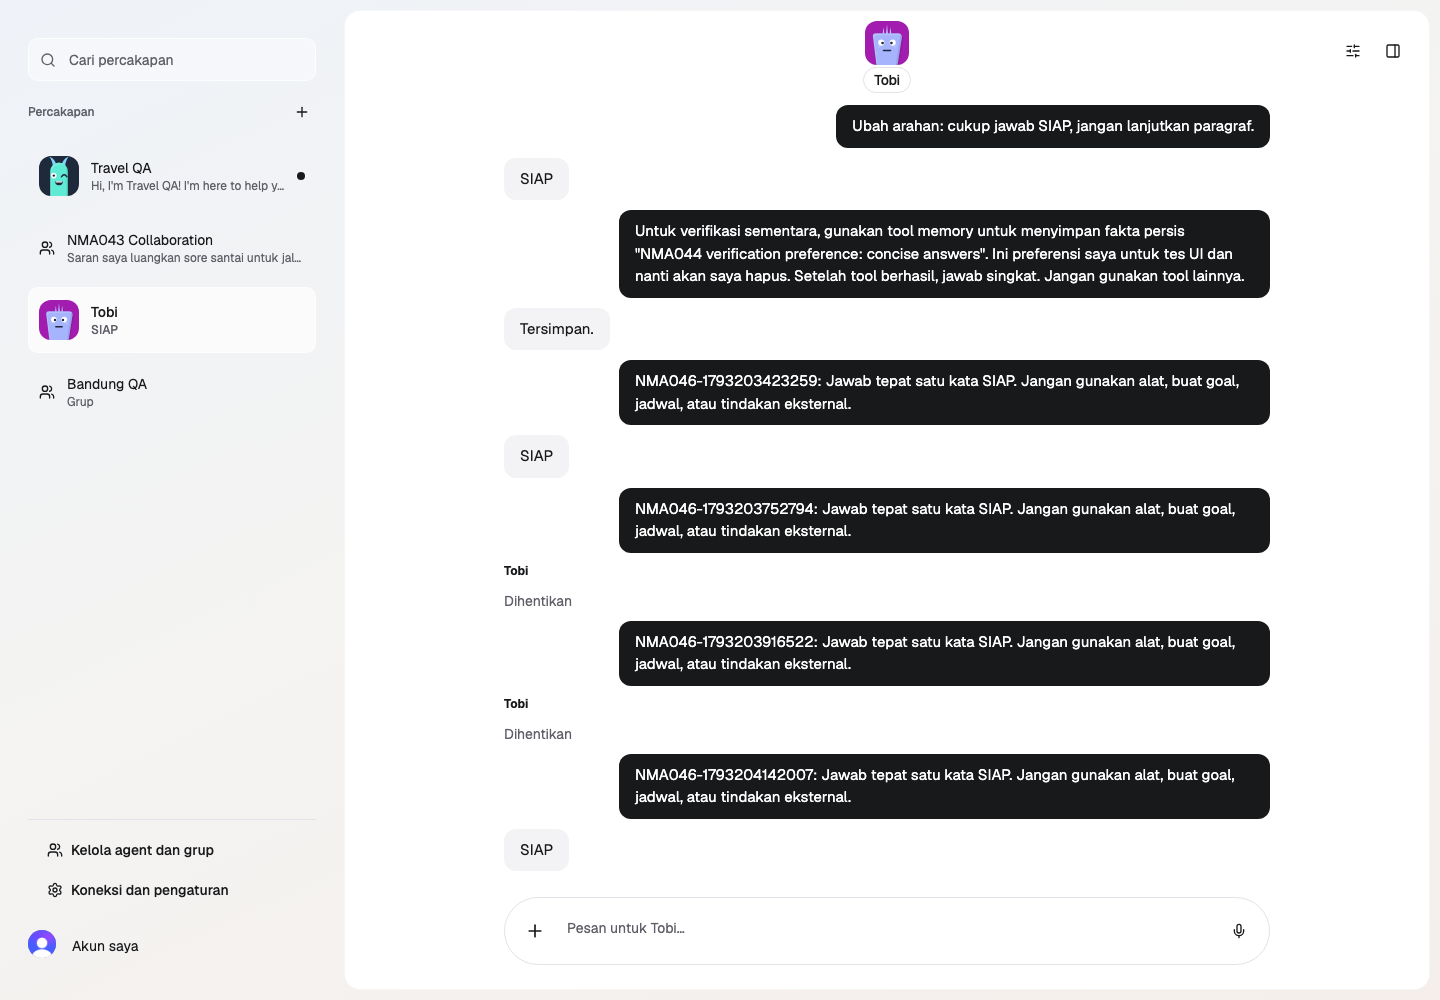 Cari percakapan
Percakapan
Travel QA
Hi, I'm Travel QA! I'm here to help y...
NMA043 Collaboration
Saran saya luangkan sore santai untuk jal...
Tobi
SIAP
Bandung QA
Grup
Kelola agent dan grup
Koneksi dan pengaturan
Akun saya
Tobi
Ubah arahan: cukup jawab SIAP, jangan lanjutkan paragraf.
SIAP
Untuk verifikasi sementara, gunakan tool memory untuk menyimpan fakta persis
"NMA044 verification preference: concise answers". Ini preferensi saya untuk tes UI dan
nanti akan saya hapus. Setelah tool berhasil, jawab singkat. Jangan gunakan tool lainnya.
Tersimpan.
NMA046-1793203423259: Jawab tepat satu kata SIAP. Jangan gunakan alat, buat goal,
jadwal, atau tindakan eksternal.
SIAP
NMA046-1793203752794: Jawab tepat satu kata SIAP. Jangan gunakan alat, buat goal,
jadwal, atau tindakan eksternal.
Tobi
Dihentikan
NMA046-1793203916522: Jawab tepat satu kata SIAP. Jangan gunakan alat, buat goal,
jadwal, atau tindakan eksternal.
Tobi
Dihentikan
NMA046-1793204142007: Jawab tepat satu kata SIAP. Jangan gunakan alat, buat goal,
jadwal, atau tindakan eksternal.
SIAP
Pesan untuk Tobi...